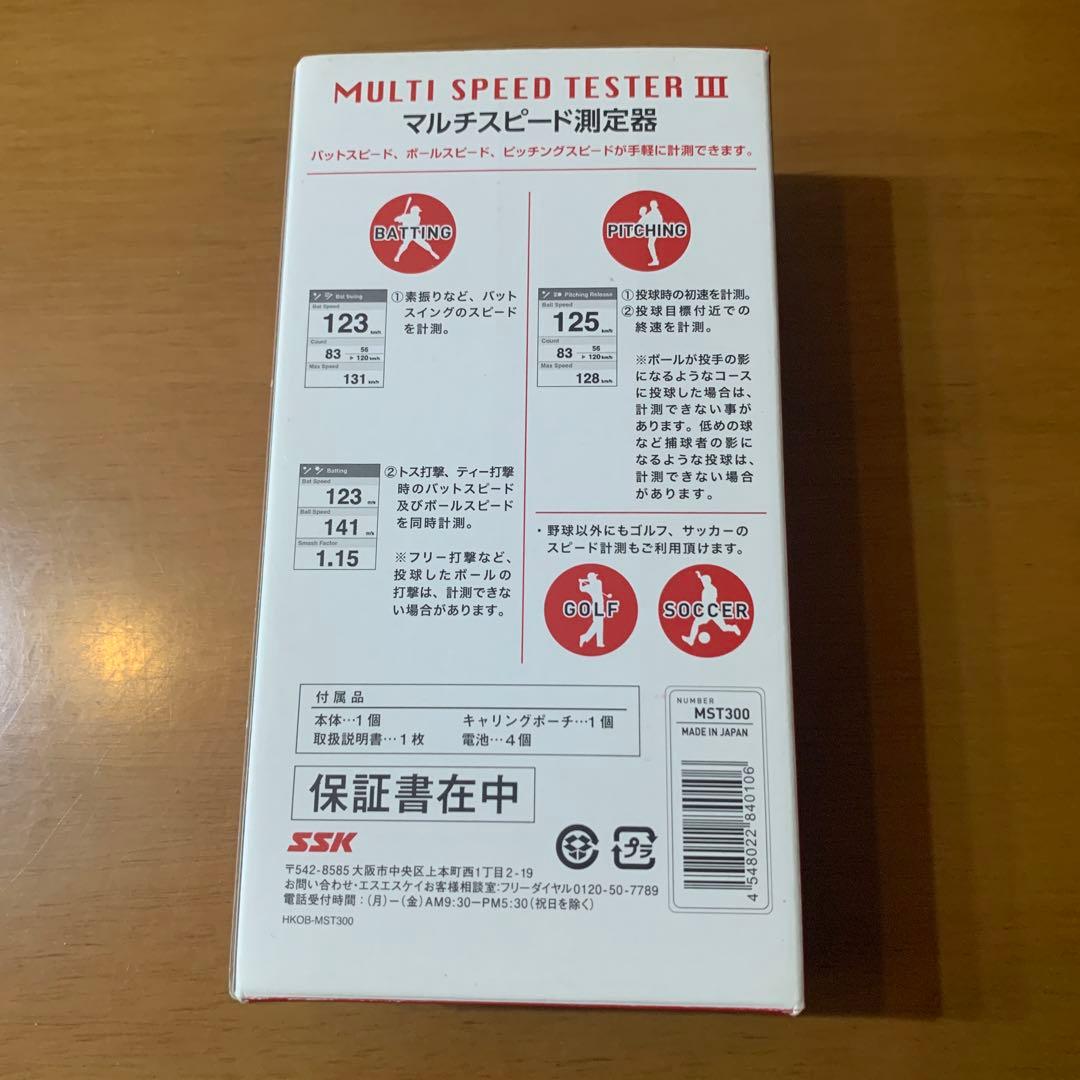 MULTI SPEED TESTER III
マルチスピード測定器
バットスピード、ボールスピード、ピッチングスピードが手軽に計測できます。
BATTING
Bat Swing
Bat Speed
123 km/h
Count
83 56 ▶120km/h
Max Speed
131 km/h
①素振りなど、バット
スイングのスピード
を計測。
Batting
Bat Speed
123 m/s
Ball Speed
141 m/s
Smash Factor
1.15
②トス打撃、ティー打撃
時のバットスピード
及びボールスピード
を同時計測。
※フリー打撃など、
投球したボールの
打撃は、計測できな
い場合があります。
PITCHING
Pitching Release
Ball Speed
125 km/h
Count
83 56 ▶120km/h
Max Speed
128 km/h
①投球時の初速を計測。
②投球目標付近での
終速を計測。
※ボールが投手の影
になるようなコース
に投球した場合は、
計測できない事が
あります。低めの球
など捕球者の影に
なるような投球は、
計測できない場合
があります。
・野球以外にもゴルフ、サッカーの
スピード計測もご利用頂けます。
GOLF
SOCCER
付属品
本体…1個 キャリングポーチ…1個
取扱説明書…1枚 電池…4個
保証書在中
NUMBER
MST300
MADE IN JAPAN
4 548022 840106
SSK
プラ
〒542-8585 大阪市中央区上本町西1丁目2-19
お問い合わせ・エスエスケイお客様相談室:フリーダイヤル0120-50-7789
電話受付時間:(月)-(金)AM9:30-PM5:30(祝日を除く)
HKOB-MST300